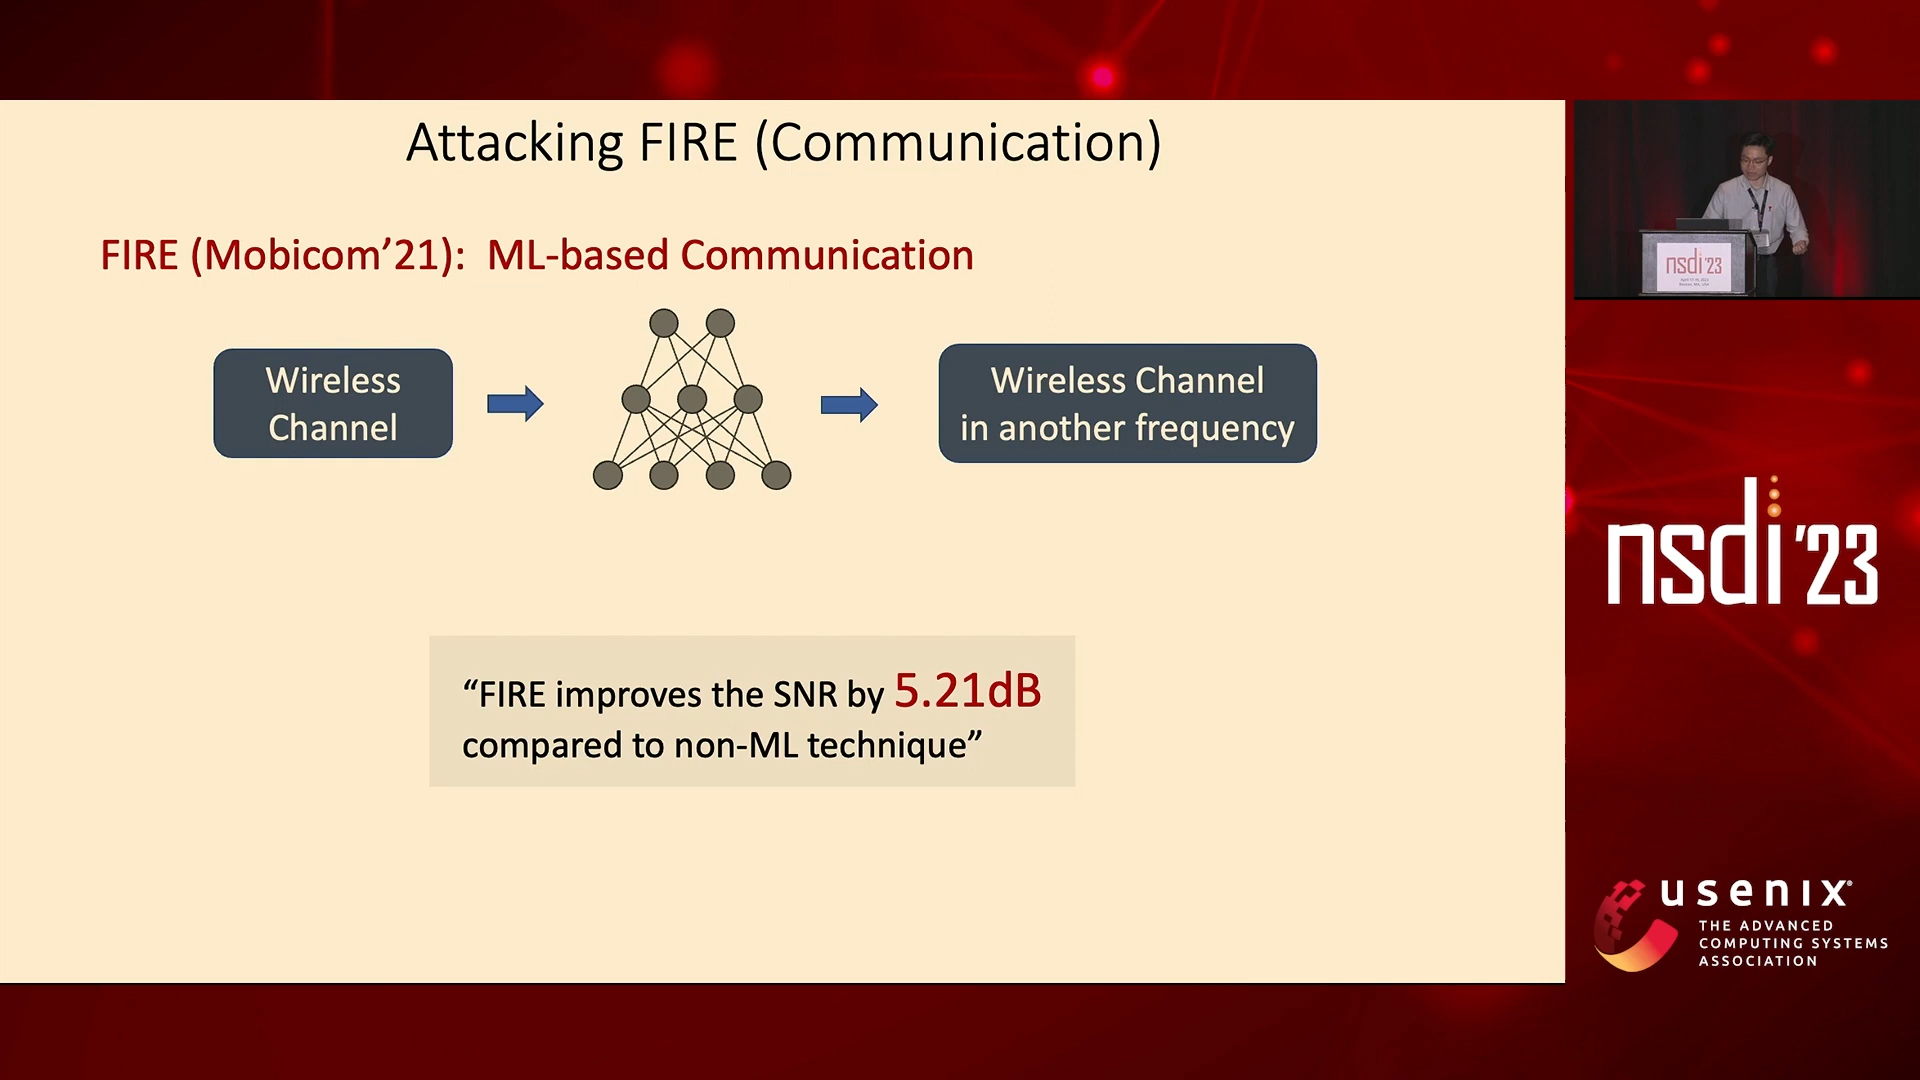 Attacking FIRE (Communication)
FIRE (Mobicom’21): ML-based Communication
Wireless
Channel
Wireless Channel
in another frequency
“FIRE improves the SNR by 5.21dB
compared to non-ML technique”
nsdi '23
nsdi '23
usenix®
THE ADVANCED
COMPUTING SYSTEMS
ASSOCIATION